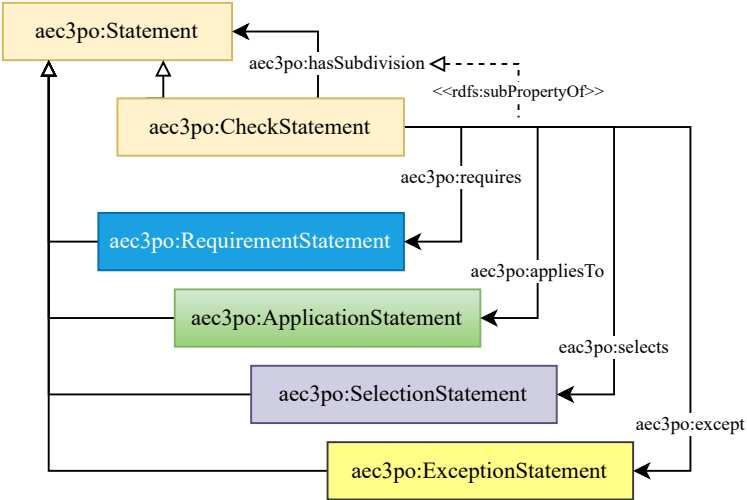 aec3po:Statement
aec3po:hasSubdivision
<<rdfs:subPropertyOf>>
aec3po:CheckStatement
aec3po:requires
aec3po:RequirementStatement
aec3po:appliesTo
aec3po:ApplicationStatement
eac3po:selects
aec3po:SelectionStatement
aec3po:except
aec3po:ExceptionStatement